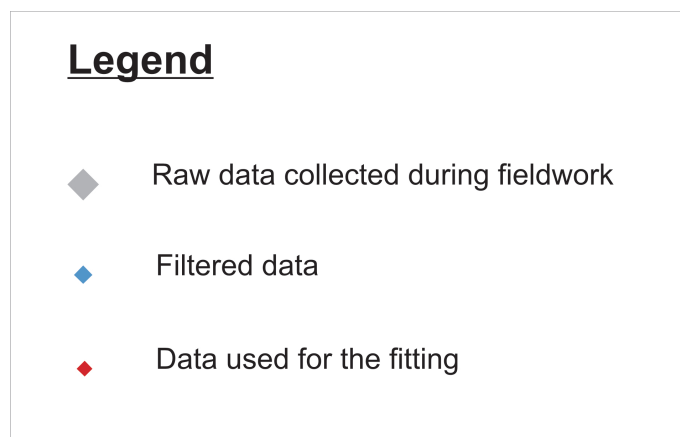 Legend
Raw data collected during fieldwork
Filtered data
Data used for the fitting